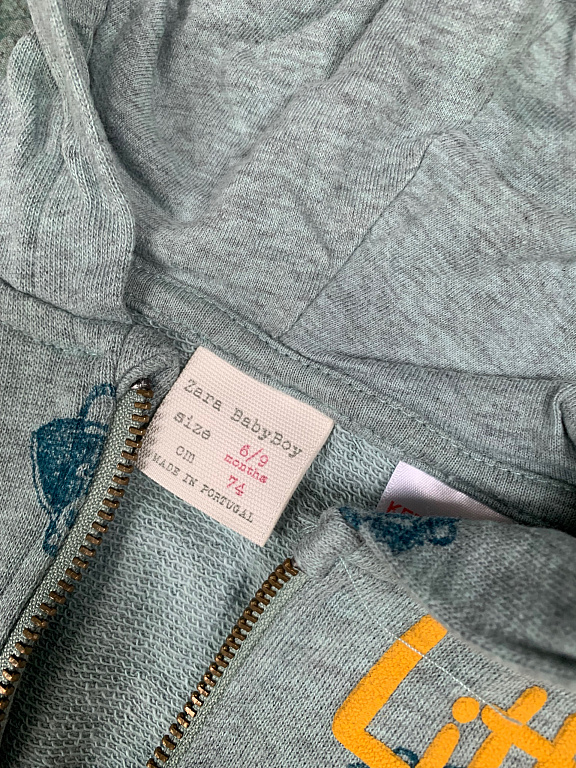 Zara BabyBoy
size 6/9
months
cm 74
MADE IN PORTUGAL